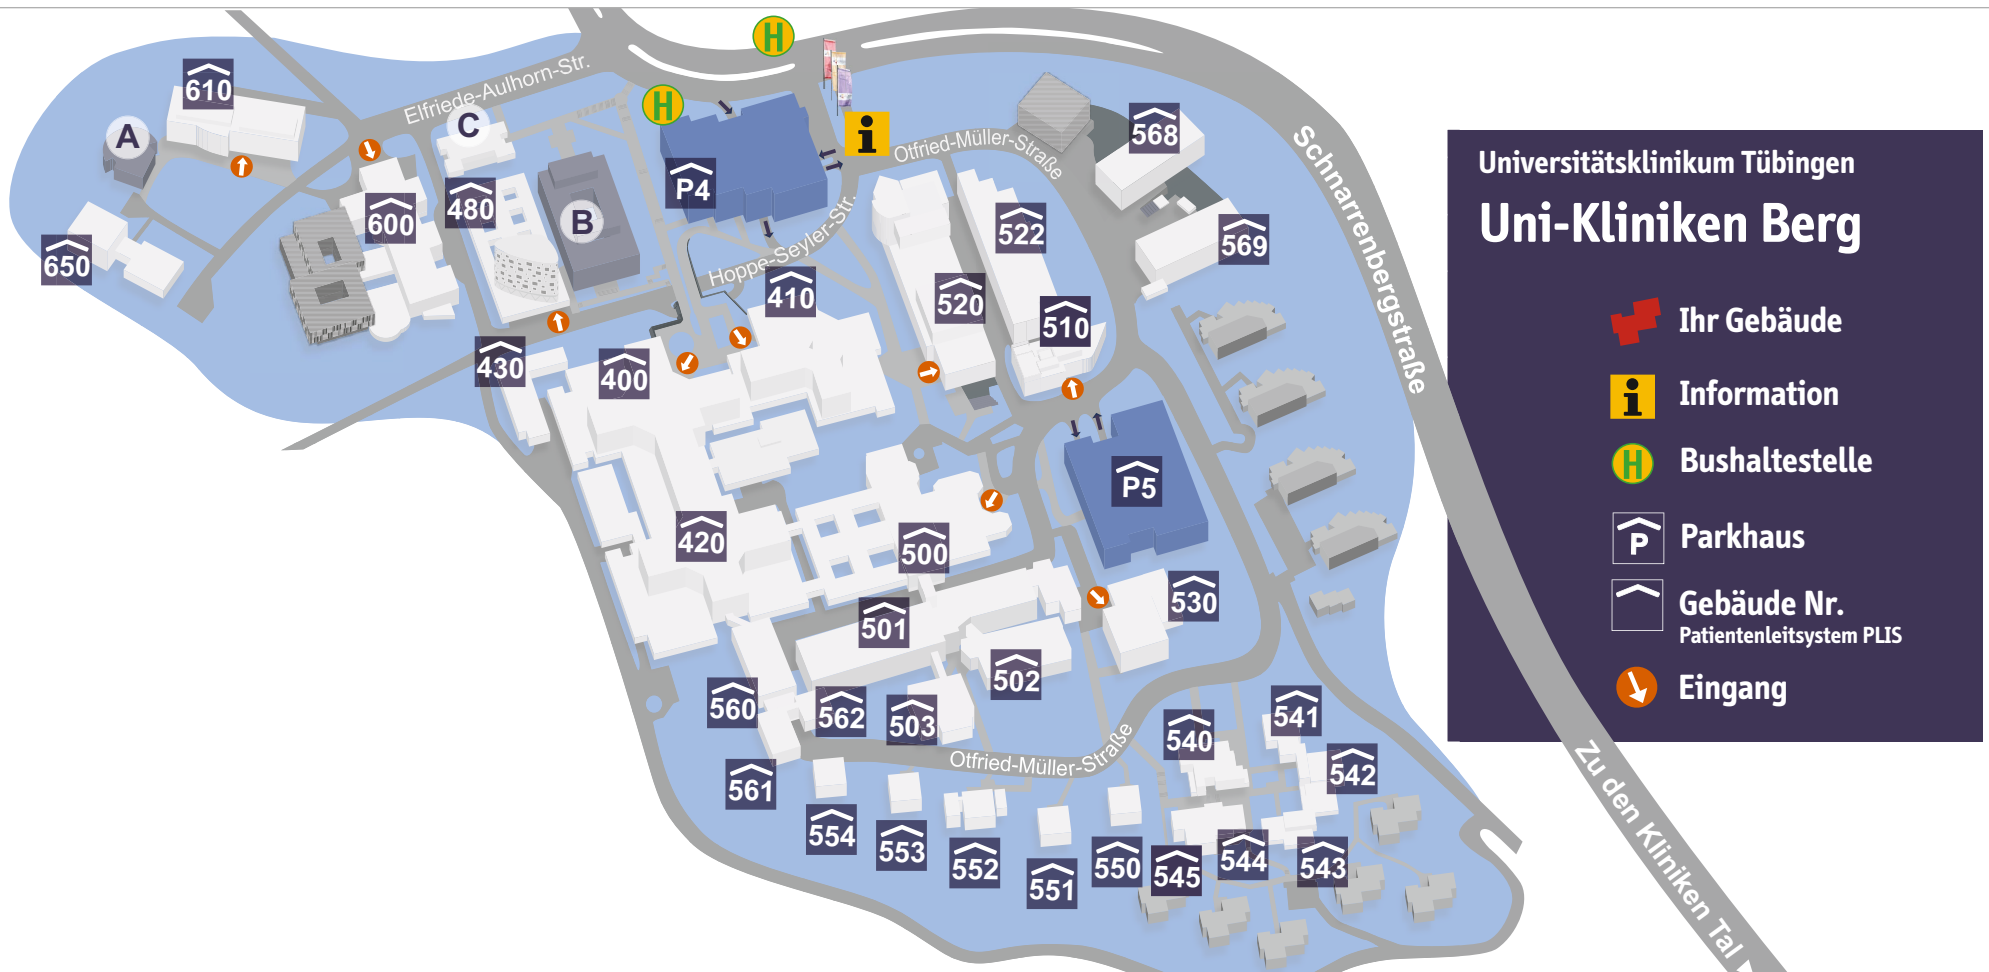 H
610
Elfriede-Aulhorn-Str.
H
i
A
C
568
Otfried-Müller-Straße
P4
480
600
B
522
569
650
Hoppe-Seyler-Str.
410
520
510
430
400
P5
420
500
501
530
502
560
562
503
Otfried-Müller-Straße
540
541
542
561
554
553
552
551
550
545
544
543
Schnarrenbergstraße
Universitätsklinikum Tübingen
Uni-Kliniken Berg
Ihr Gebäude
i Information
H Bushaltestelle
P Parkhaus
Gebäude Nr.
Patientenleitsystem PLIS
Eingang
Zu den Kliniken Tal